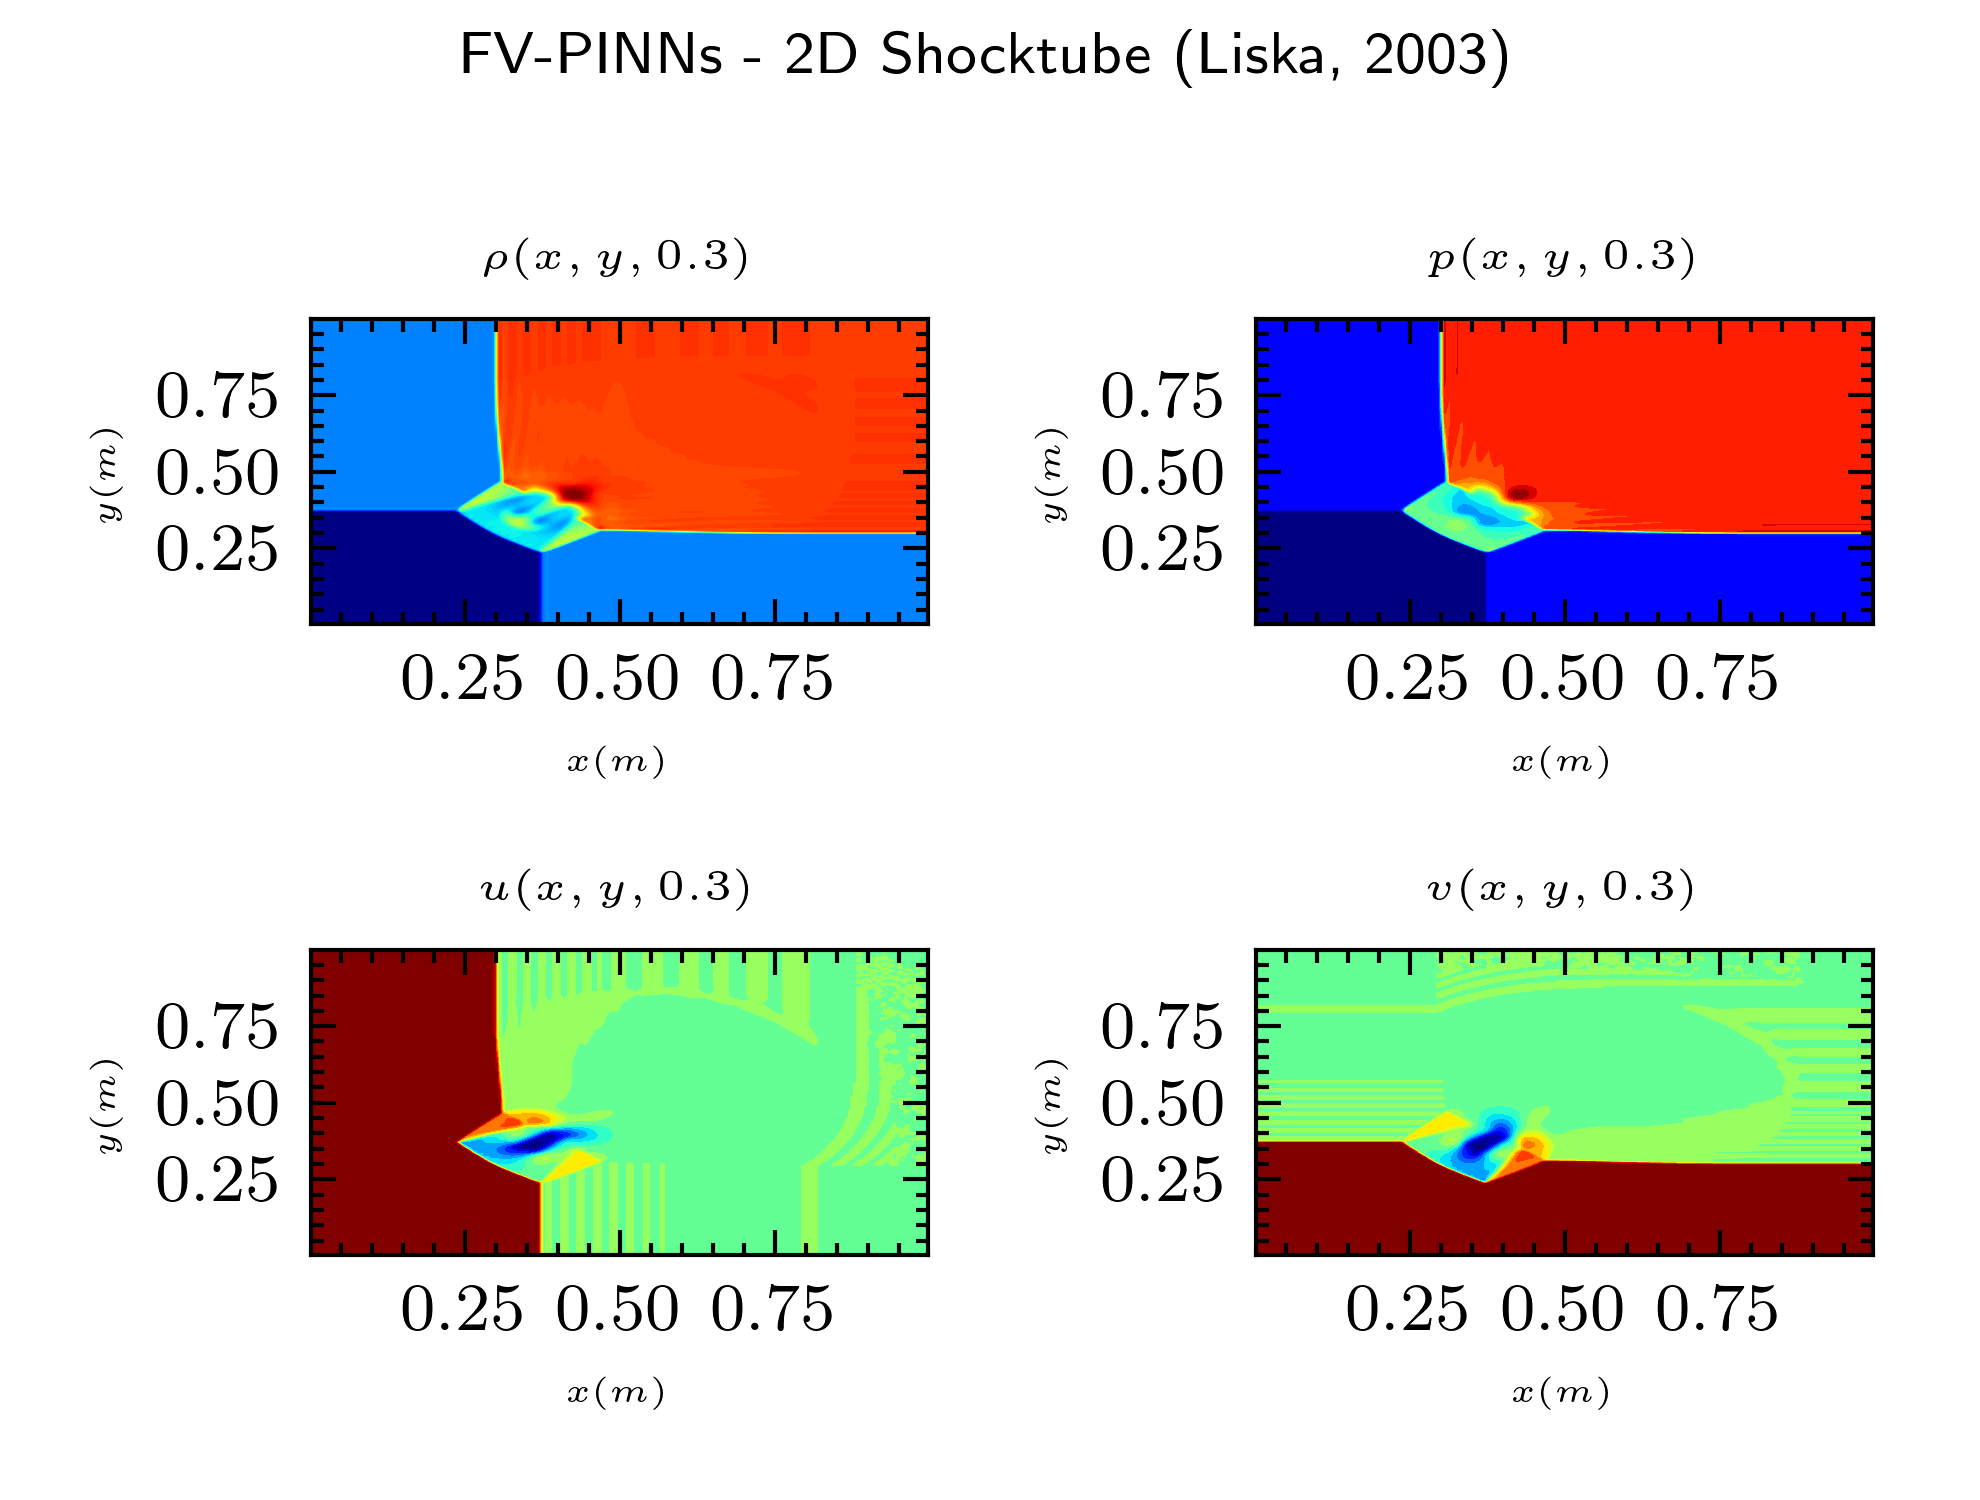 FV-PINNs - 2D Shocktube (Liska, 2003)
ρ(x, y, 0.3)
y(m)
0.75
0.50
0.25
0.25 0.50 0.75
x(m)
p(x, y, 0.3)
y(m)
0.75
0.50
0.25
0.25 0.50 0.75
x(m)
u(x, y, 0.3)
y(m)
0.75
0.50
0.25
0.25 0.50 0.75
x(m)
v(x, y, 0.3)
y(m)
0.75
0.50
0.25
0.25 0.50 0.75
x(m)